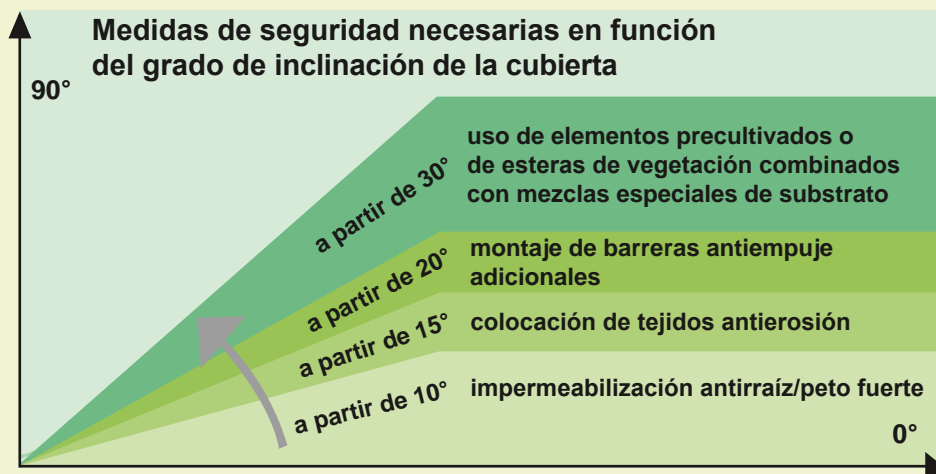 Medidas de seguridad necesarias en función
del grado de inclinación de la cubierta
90°
a partir de 30°
uso de elementos precultivados o
de esteras de vegetación combinados
con mezclas especiales de substrato
a partir de 20°
montaje de barreras antiempuje
adicionales
a partir de 15°
colocación de tejidos antierosión
a partir de 10°
impermeabilización antirraíz/peto fuerte
0°